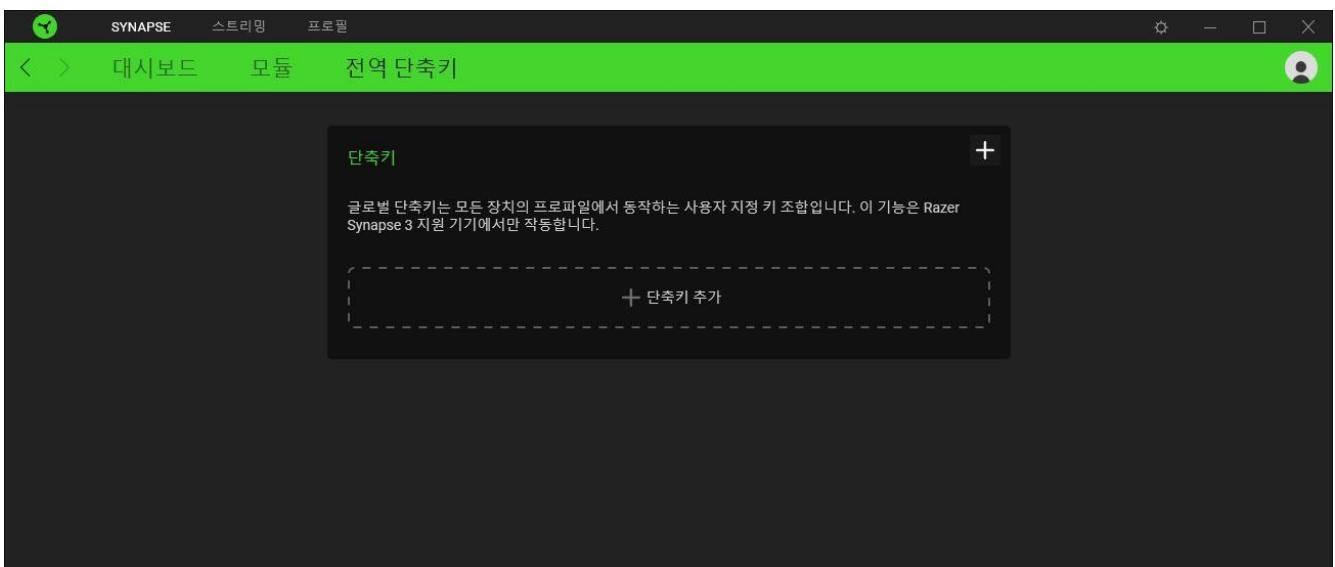 SYNAPSE 스트리밍 프로필
대시보드 모듈 전역 단축키
단축키
글로벌 단축키는 모든 장치의 프로파일에서 동작하는 사용자 지정 키 조합입니다. 이 기능은 Razer
Synapse 3 지원 기기에서만 작동합니다.
단축키 추가